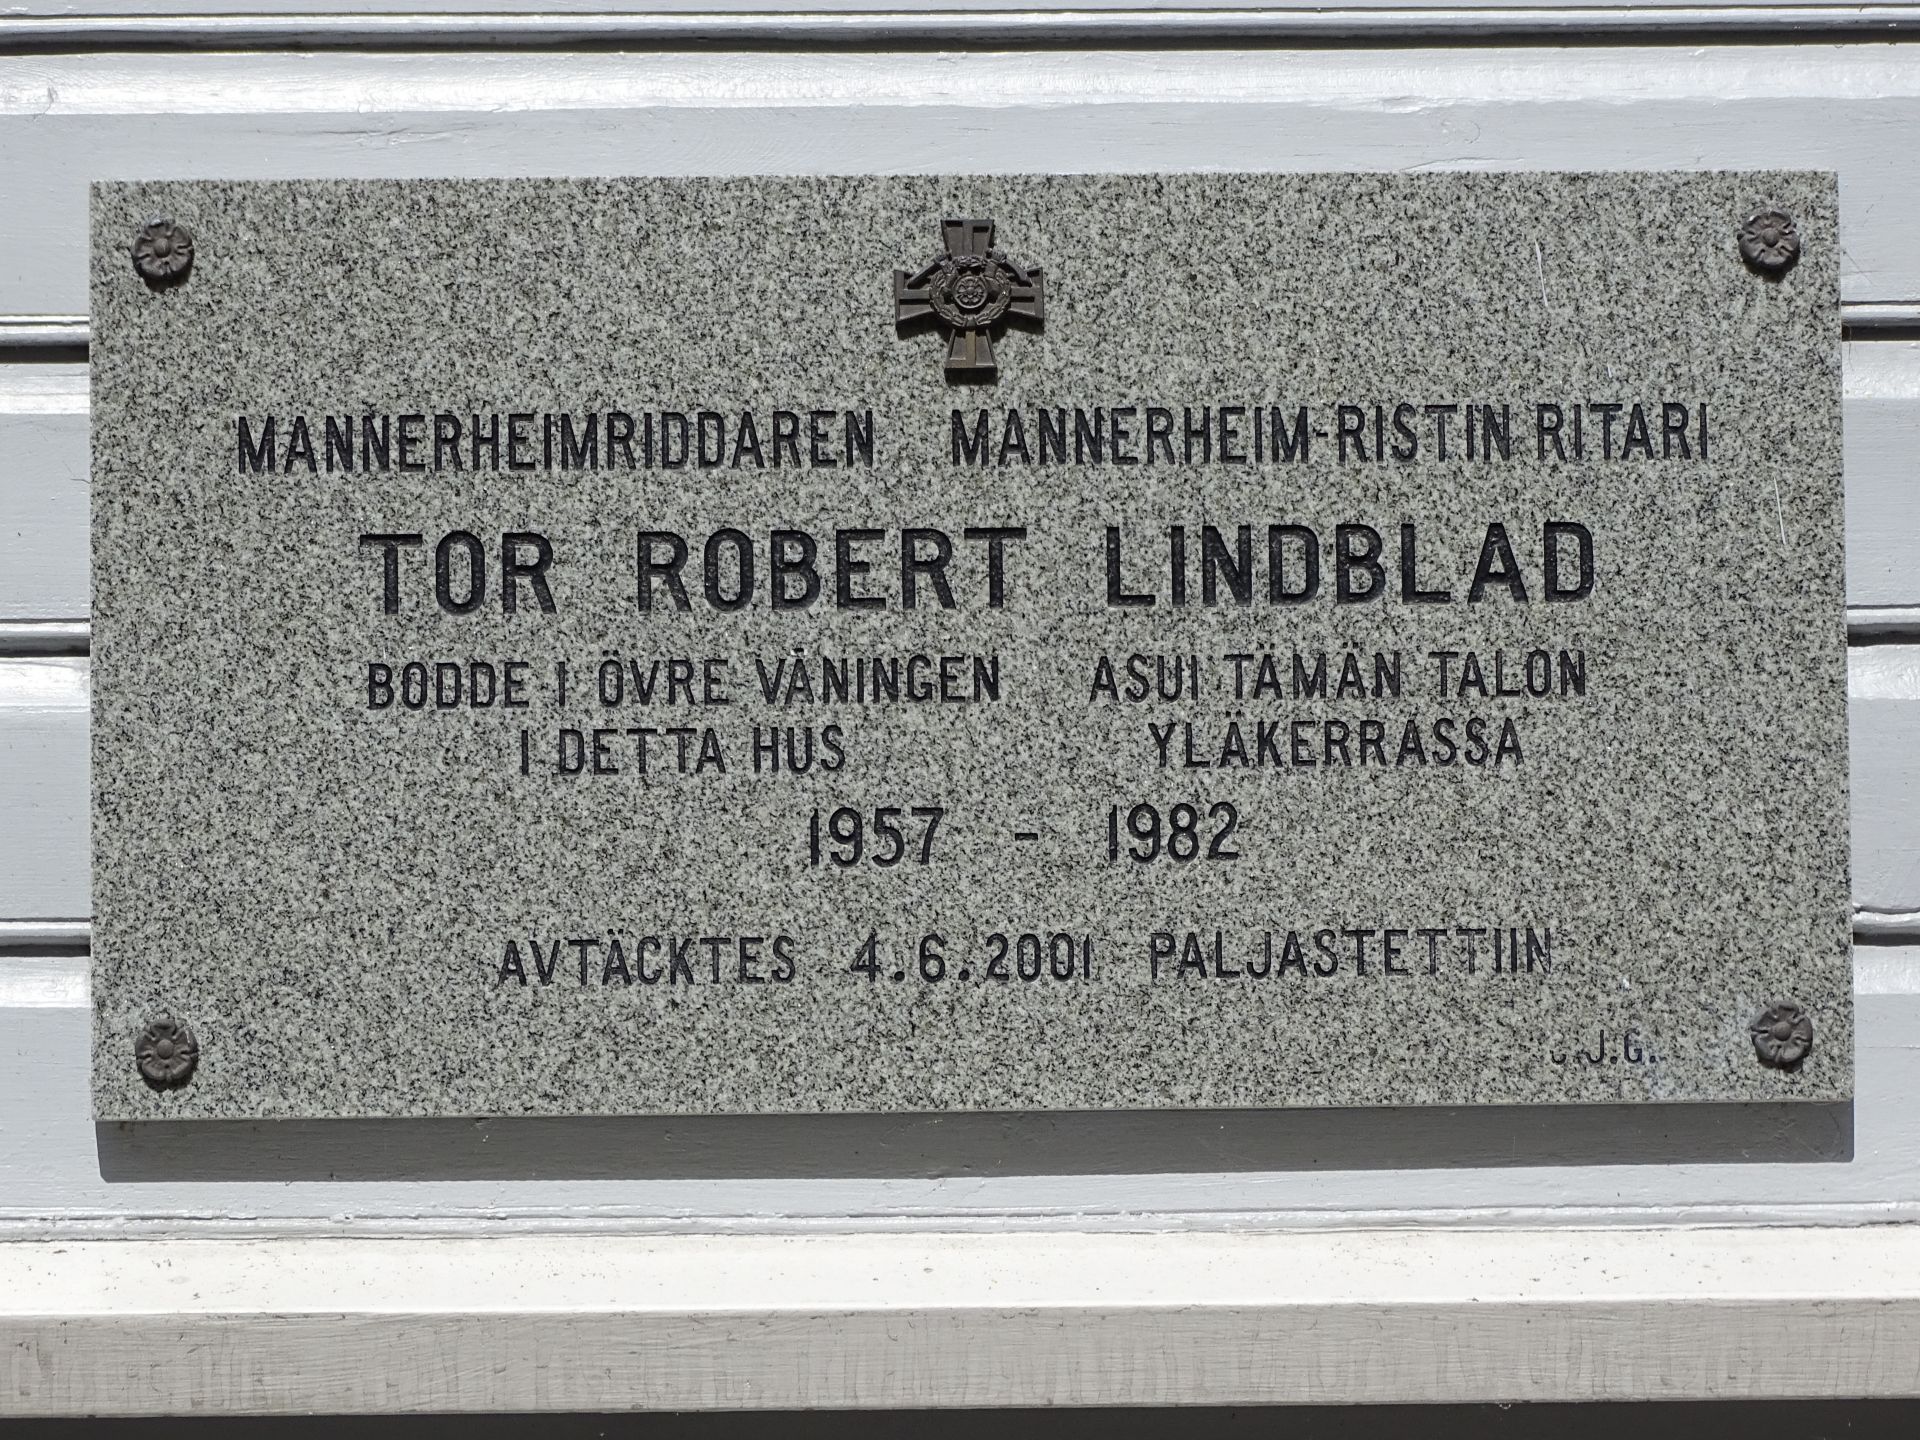 MANNERHEIMRIDDAREN MANNERHEIM-RISTIN RITARI
TOR ROBERT LINDBLAD
BODDE I ÖVRE VÅNINGEN ASUI TÄMÄN TALON
I DETTA HUS YLÄKERRASSA
1957 - 1982
AVTÄCKTES 4.6.2001 PALJASTETTIIN
J.G.